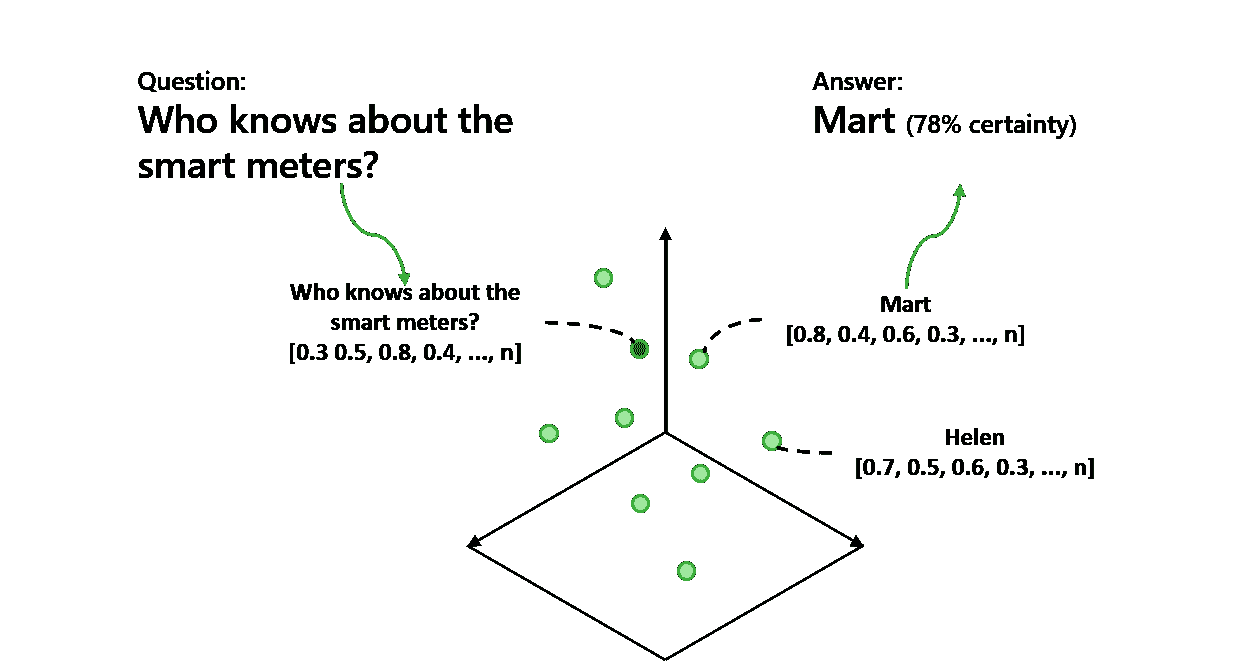 Question:
Who knows about the
smart meters?
Answer:
Mart (78% certainty)
Who knows about the
smart meters?
[0.3 0.5, 0.8, 0.4, ..., n]
Mart
[0.8, 0.4, 0.6, 0.3, ..., n]
Helen
[0.7, 0.5, 0.6, 0.3, ..., n]